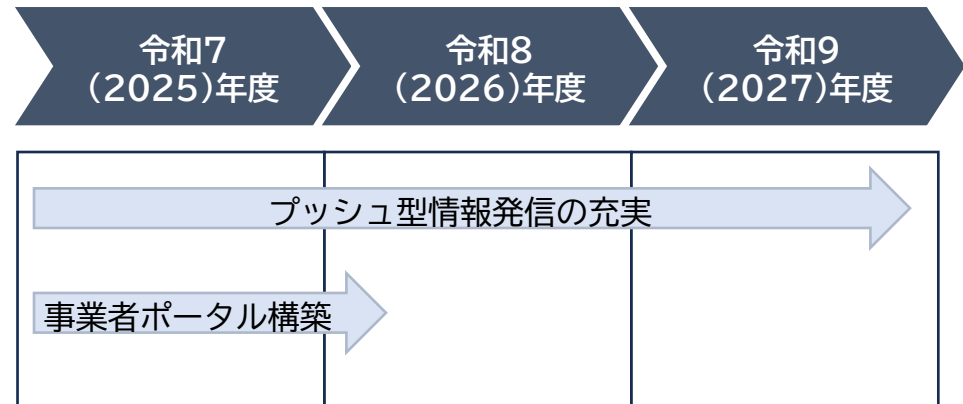 令和7
(2025)年度
令和8
(2026)年度
令和9
(2027)年度
プッシュ型情報発信の充実
事業者ポータル構築